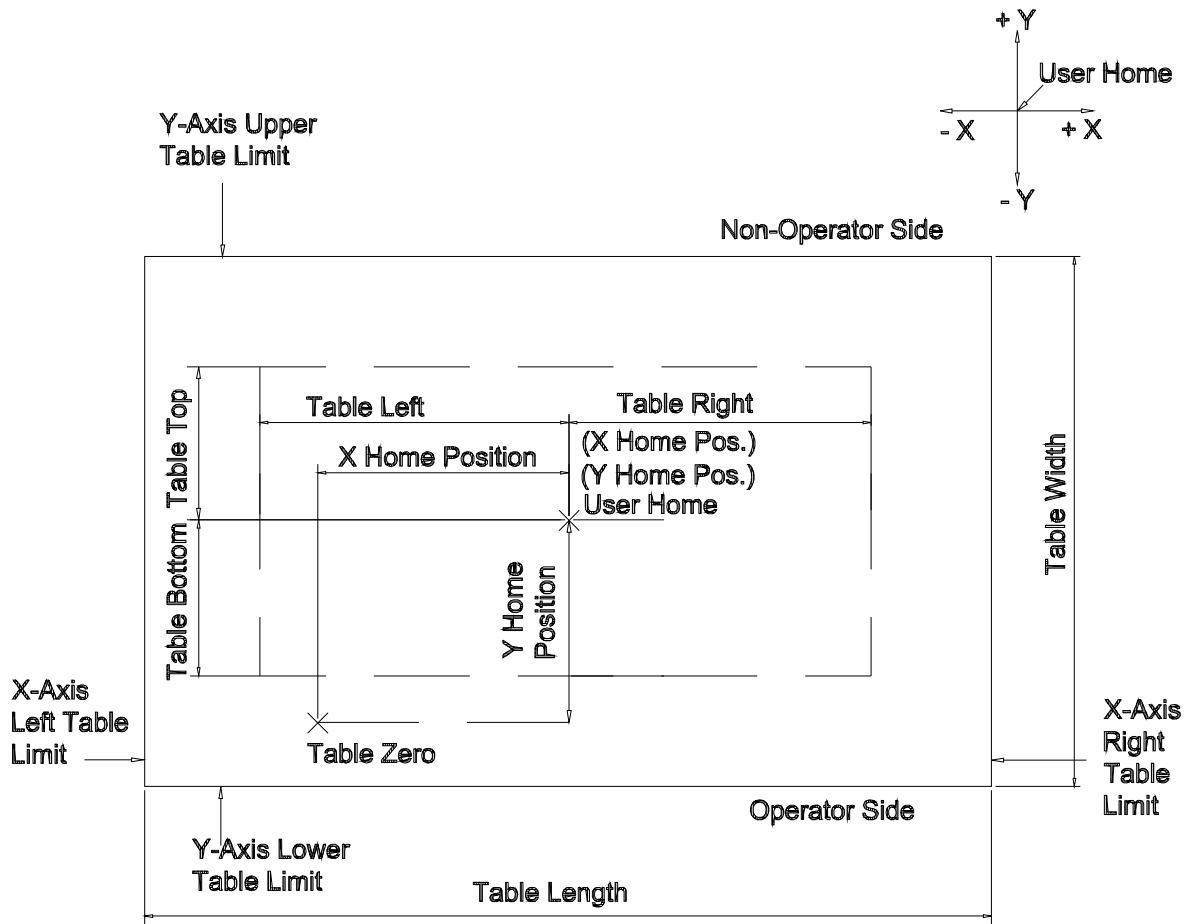 + Y
User Home
- X
+ X
- Y
Y-Axis Upper
Table Limit
Non-Operator Side
Table Top
Table Left
Table Right
X Home Position
(X Home Pos.)
(Y Home Pos.)
User Home
Table Width
Table Bottom
Y Home
Position
X-Axis
Left Table
Limit
Table Zero
X-Axis
Right
Table
Limit
Operator Side
Y-Axis Lower
Table Limit
Table Length